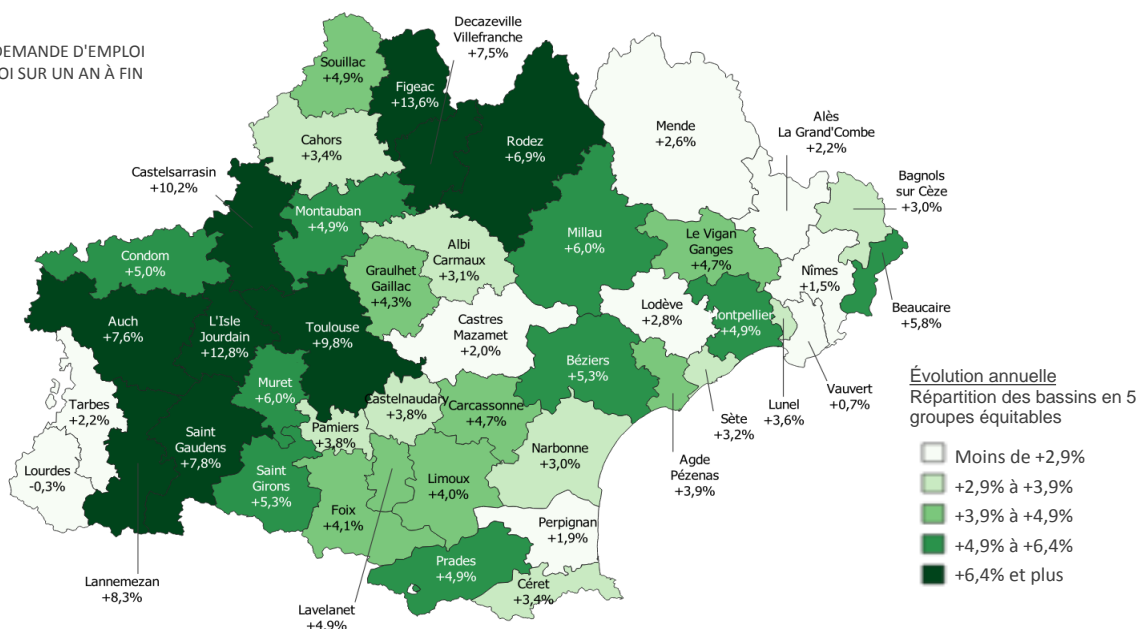 DEMANDE D'EMPLOI
OI SUR UN AN À FIN
Decazeville
Villefranche
+7,5%
Souillac
+4,9%
Figeac
+13,6%
Rodez
+6,9%
Mende
+2,6%
Alès
La Grand'Combe
+2,2%
Cahors
+3,4%
Castelsarrasin
+10,2%
Bagnols
sur Cèze
+3,0%
Montauban
+4,9%
Millau
+6,0%
Le Vigan
Ganges
+4,7%
Albi
Carmaux
+3,1%
Condom
+5,0%
Graulhet
Gaillac
+4,3%
Nîmes
+1,5%
Beaucaire
+5,8%
Lodève
+2,8%
Montpellier
+4,9%
Auch
+7,6%
L'Isle
Jourdain
+12,8%
Toulouse
+9,8%
Castres
Mazamet
+2,0%
Béziers
+5,3%
Muret
+6,0%
Vauvert
+0,7%
Lunel
+3,6%
Tarbes
+2,2%
Castelnaudary
+3,8%
Carcassonne
+4,7%
Pamiers
+3,8%
Sète
+3,2%
Saint
Gaudens
+7,8%
Narbonne
+3,0%
Agde
Pézenas
+3,9%
Lourdes
-0,3%
Saint
Girons
+5,3%
Limoux
+4,0%
Foix
+4,1%
Perpignan
+1,9%
Prades
+4,9%
Céret
+3,4%
Lannemezan
+8,3%
Lavelanet
+4,9%
Évolution annuelle
Répartition des bassins en 5
groupes équitables
Moins de +2,9%
+2,9% à +3,9%
+3,9% à +4,9%
+4,9% à +6,4%
+6,4% et plus